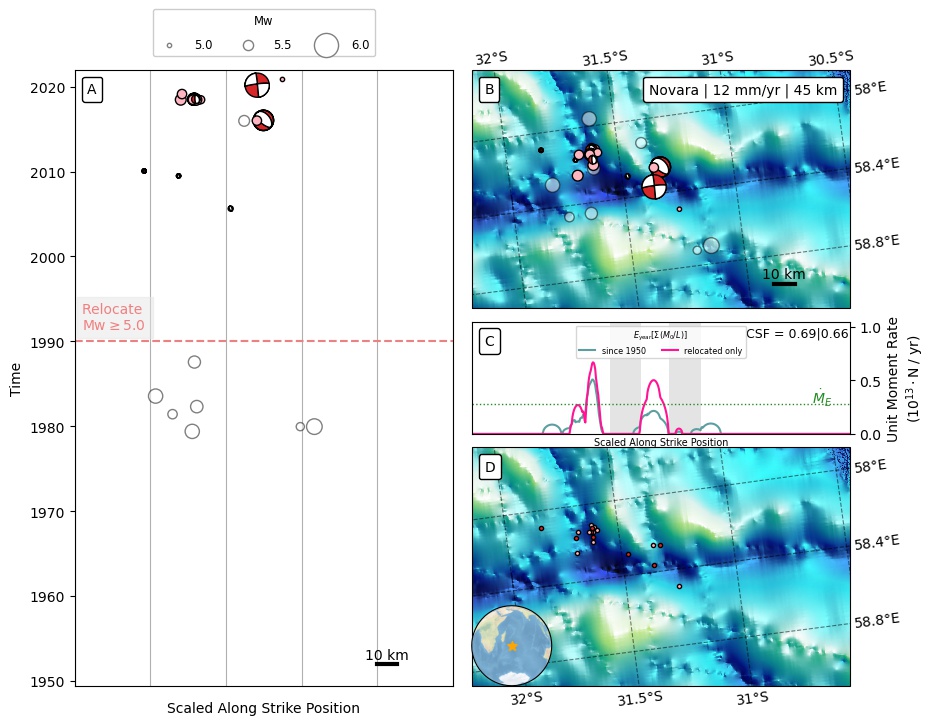 Mw
5.0 5.5 6.0
A
2020
2010
2000
1990
1980
1970
1960
1950
Time
Relocate
Mw ≥ 5.0
10 km
Scaled Along Strike Position
32°S 31.5°S 31°S 30.5°S
B
Novara | 12 mm/yr | 45 km
58°E
58.4°E
58.8°E
10 km
C
E_year[Σ(M₀/L)]
since 1950 relocated only
CSF = 0.69|0.66
Ṁ_E
1.0
0.5
0.0
Unit Moment Rate
(10¹³ · N / yr)
Scaled Along Strike Position
D
58°E
58.4°E
58.8°E
32°S 31.5°S 31°S